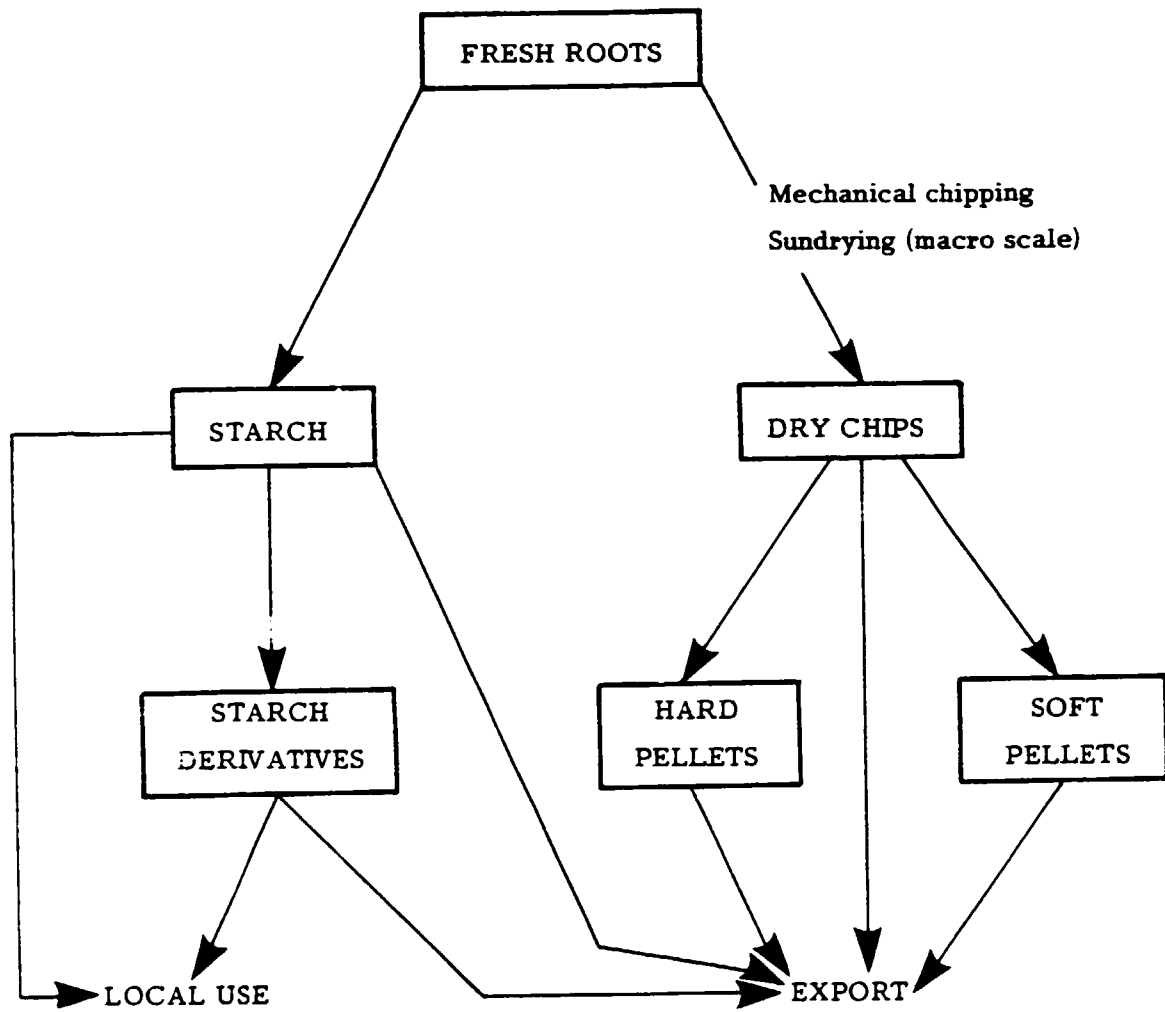 FRESH ROOTS
Mechanical chipping
Sundrying (macro scale)
STARCH
DRY CHIPS
STARCH
DERIVATIVES
HARD
PELLETS
SOFT
PELLETS
LOCAL USE
EXPORT